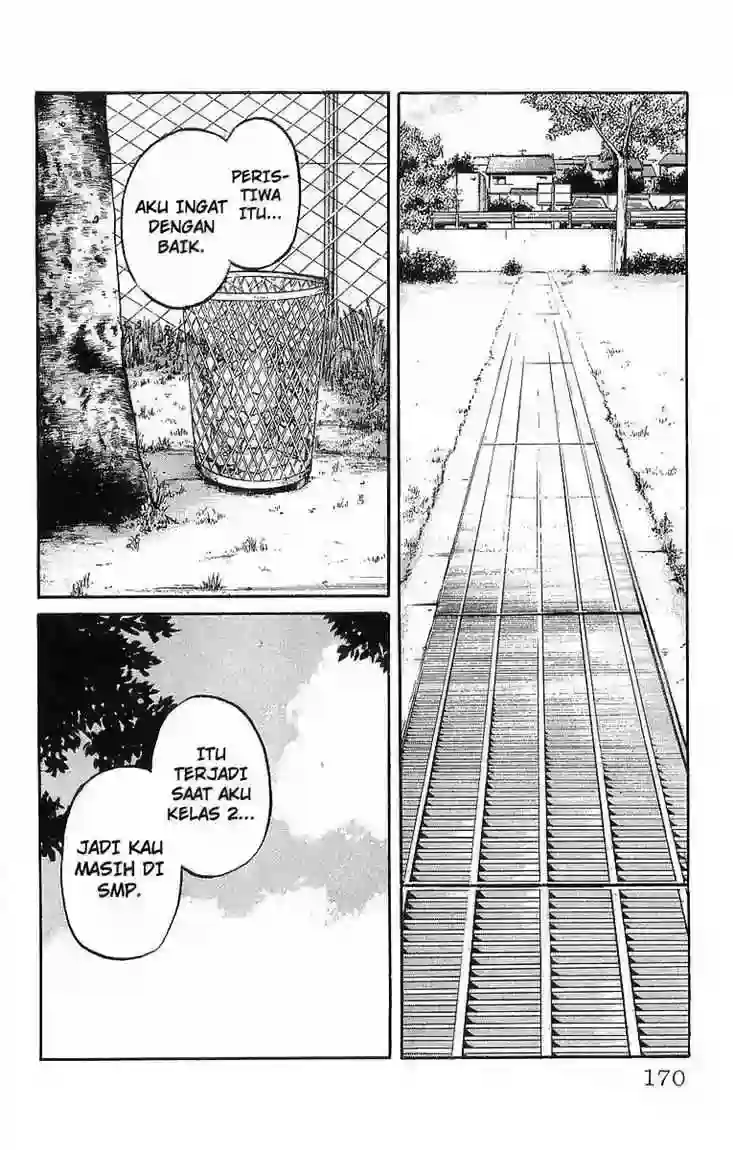 PERIS-
TIWA
ITU...
AKU INGAT
DENGAN
BAIK.
ITU
TERJADI
SAAT AKU
KELAS 2...
JADI KAU
MASIH DI
SMP.
170